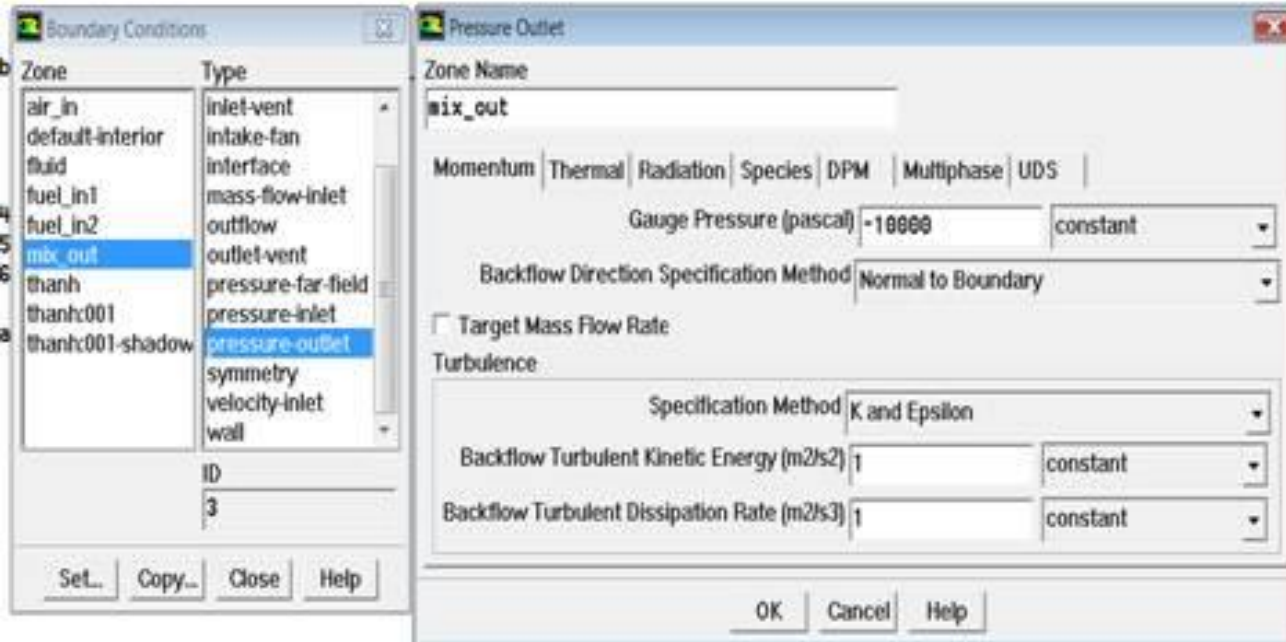 Boundary Conditions
Zone
Type
air_in
default-interior
fluid
fuel_in1
fuel_in2
mix_out
thanh
thanh:001
thanh:001-shadow
inlet-vent
intake-fan
interface
mass-flow-inlet
outflow
outlet-vent
pressure-far-field
pressure-inlet
pressure-outlet
symmetry
velocity-inlet
wall
ID
3
Set... Copy... Close Help
Pressure Outlet
Zone Name
mix_out
Momentum Thermal Radiation Species DPM Multiphase UDS
Gauge Pressure (pascal) -10000 constant
Backflow Direction Specification Method Normal to Boundary
Target Mass Flow Rate
Turbulence
Specification Method K and Epsilon
Backflow Turbulent Kinetic Energy (m2/s2) 1 constant
Backflow Turbulent Dissipation Rate (m2/s3) 1 constant
OK Cancel Help